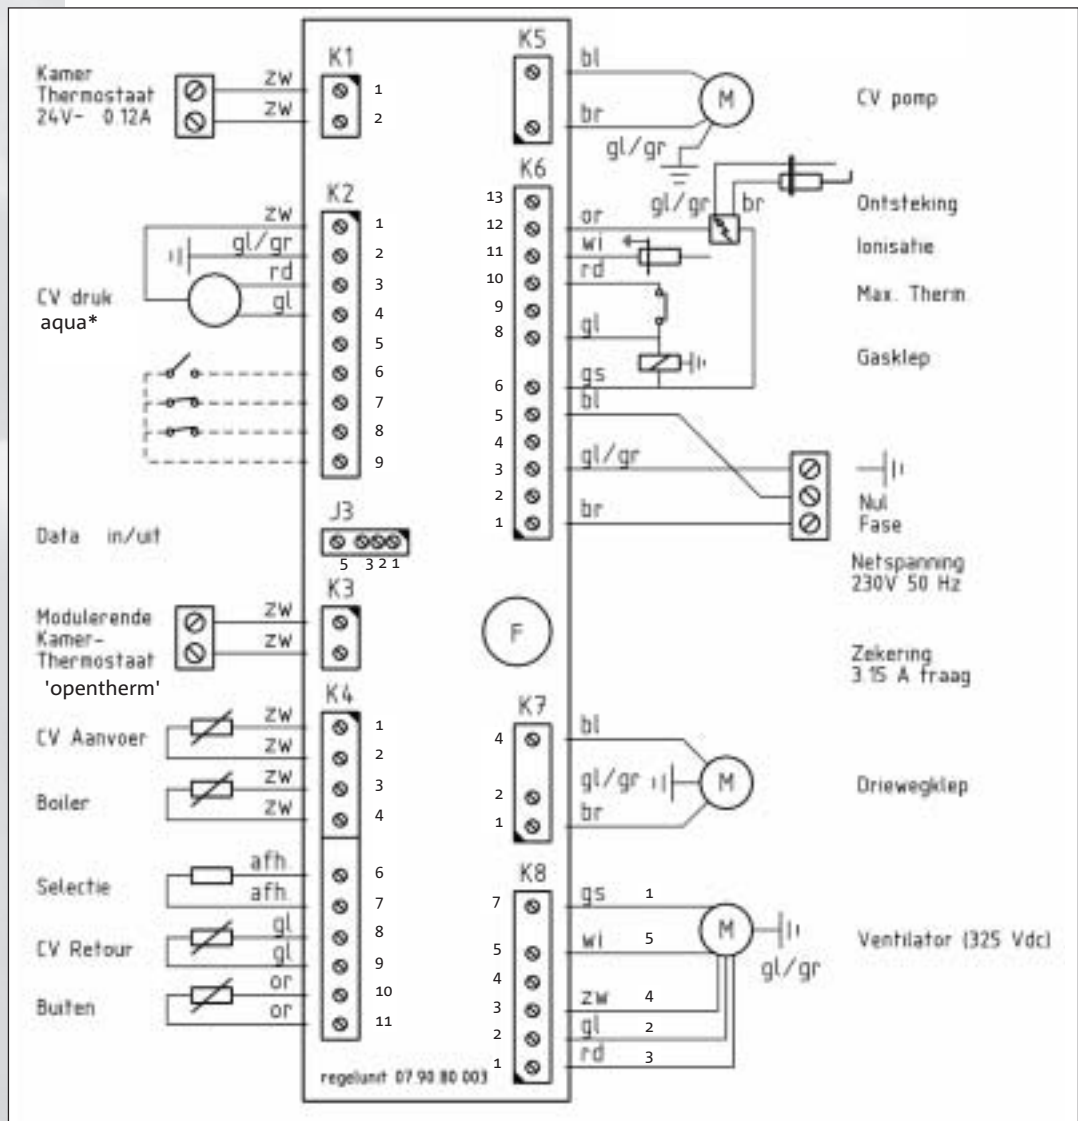 K1
Kamer
Thermostaat
24V~ 0.12A
zw
zw
1
2
K2
zw
gl/gr
rd
gl
CV druk
aqua*
1
2
3
4
5
6
7
8
9
J3
Data in/uit
5 3 2 1
K3
zw
zw
Modulerende
Kamer-
Thermostaat
'opentherm'
K4
CV Aanvoer
zw
zw
1
2
Boiler
zw
zw
3
4
Selectie
afh.
afh.
6
7
CV Retour
gl
gl
8
9
Buiten
or
or
10
11
regelunit 07 90 80 003
K5
bl
br
gl/gr
M
CV pomp
K6
13
12
11
10
9
8
6
5
4
3
2
1
or
wi
rd
gl
gs
bl
gl/gr
br
gl/gr
br
Ontsteking
Ionisatie
Max. Therm.
Gasklep
Nul
Fase
Netspanning
230V 50 Hz
F
Zekering
3.15 A traag
K7
4
2
1
bl
gl/gr
br
M
Driewegklep
K8
7
5
4
3
2
1
gs 1
wi 5
zw 4
gl 2
rd 3
M
gl/gr
Ventilator (325 Vdc)